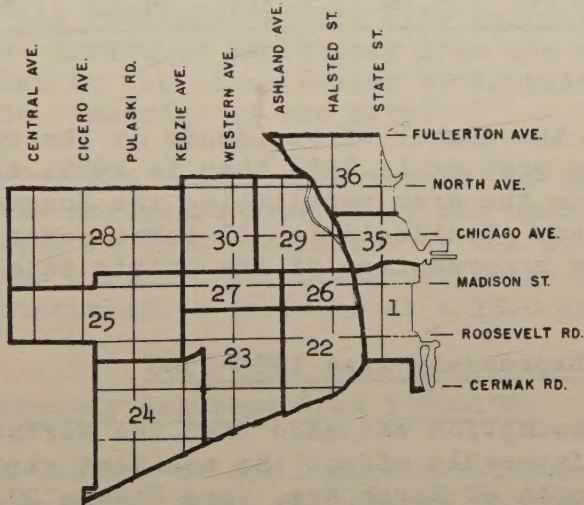 CENTRAL AVE.
CICERO AVE.
PULASKI RD.
KEDZIE AVE.
WESTERN AVE.
ASHLAND AVE.
HALSTED ST.
STATE ST.
FULLERTON AVE.
36
NORTH AVE.
28
30
29
35
CHICAGO AVE.
27
26
MADISON ST.
25
1
ROOSEVELT RD.
23
22
24
CERMAK RD.